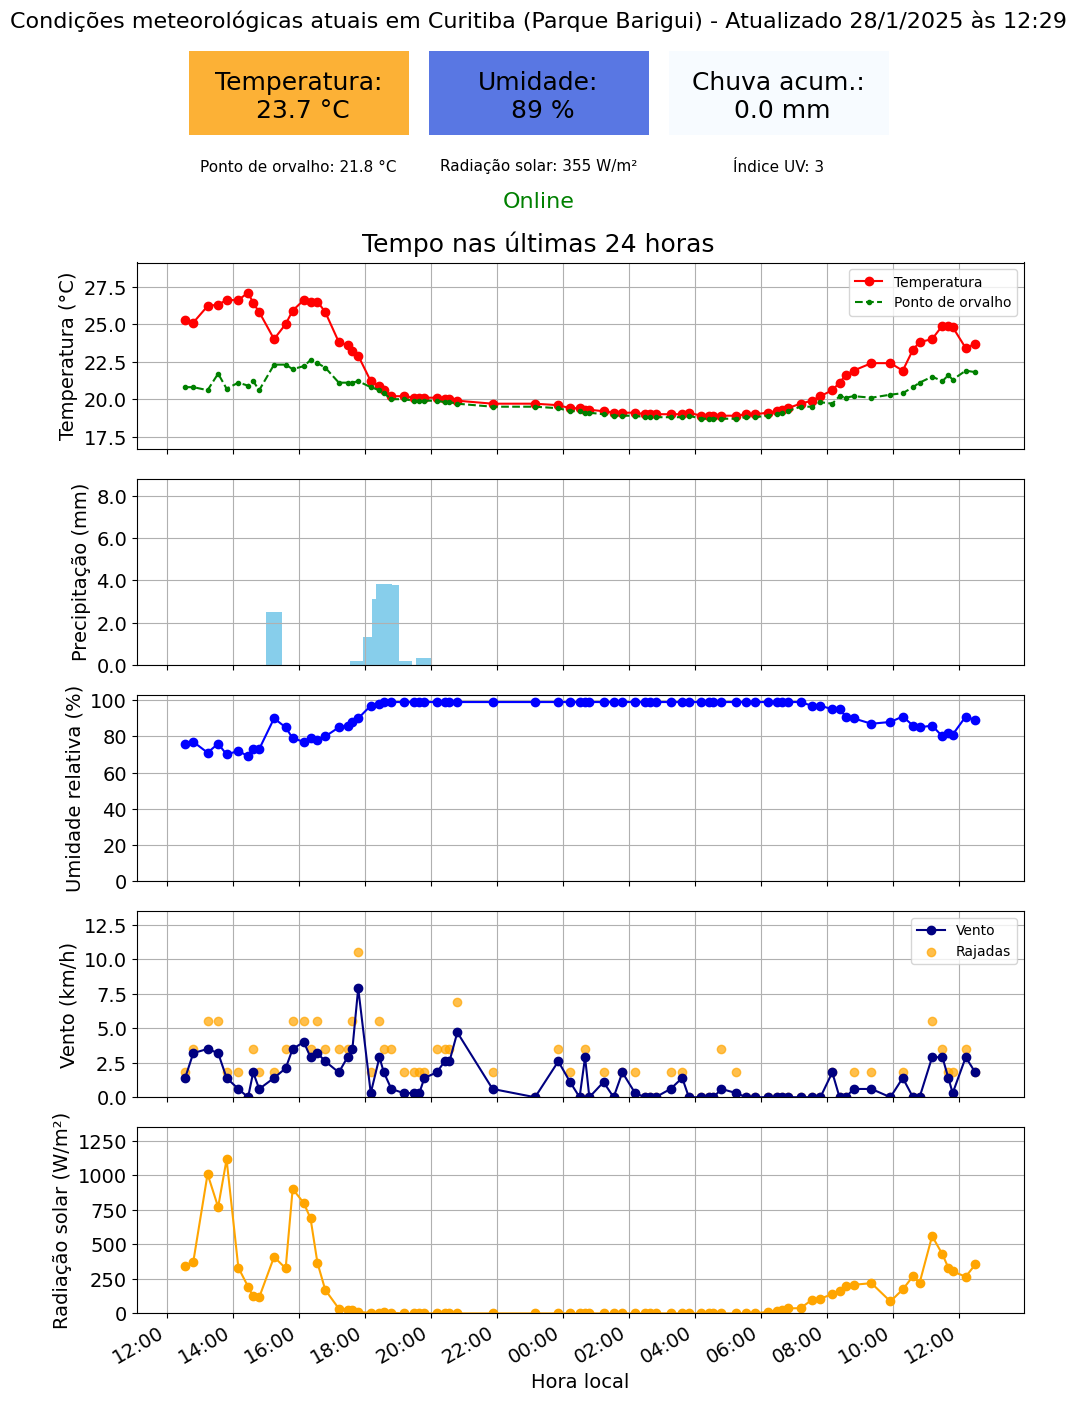 Condições meteorológicas atuais em Curitiba (Parque Barigui) - Atualizado 28/1/2025 às 12:29
Temperatura:
23.7 °C
Umidade:
89 %
Chuva acum.:
0.0 mm
Ponto de orvalho: 21.8 °C
Radiação solar: 355 W/m²
Índice UV: 3
Online
Tempo nas últimas 24 horas
Temperatura (°C)
27.5
25.0
22.5
20.0
17.5
Temperatura
Ponto de orvalho
Precipitação (mm)
8.0
6.0
4.0
2.0
0.0
Umidade relativa (%)
100
80
60
40
20
0
Vento (km/h)
12.5
10.0
7.5
5.0
2.5
0.0
Vento
Rajadas
Radiação solar (W/m²)
1250
1000
750
500
250
0
12:00
14:00
16:00
18:00
20:00
22:00
00:00
02:00
04:00
06:00
08:00
10:00
12:00
Hora local